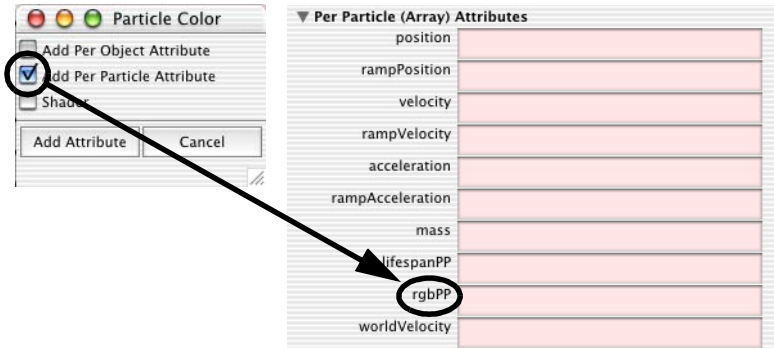 Particle Color
Add Per Object Attribute
Add Per Particle Attribute
Shader
Add Attribute
Cancel
Per Particle (Array) Attributes
position
rampPosition
velocity
rampVelocity
acceleration
rampAcceleration
mass
lifespanPP
rgbPP
worldVelocity